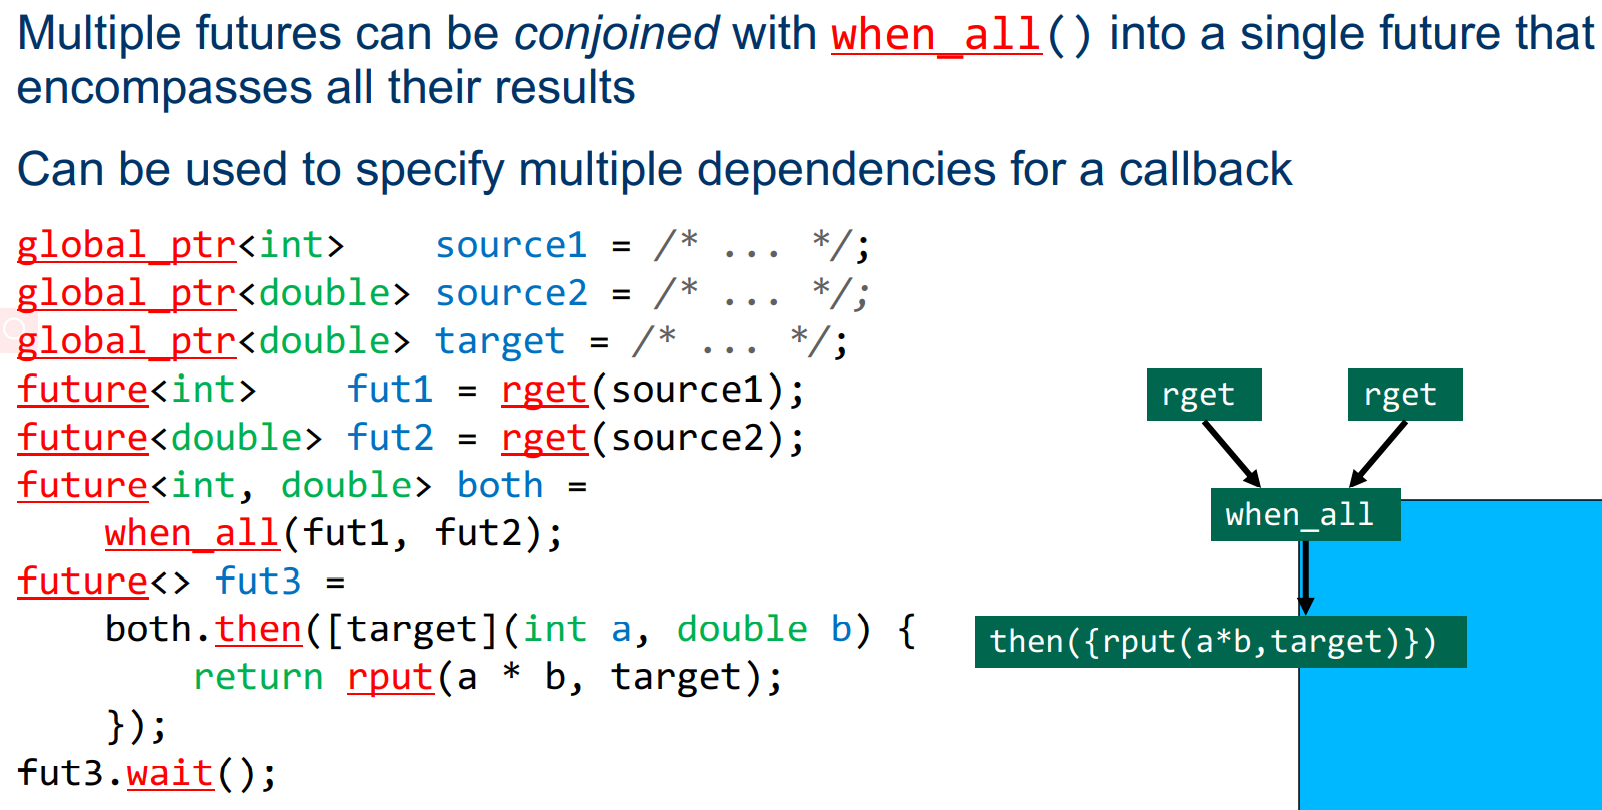 Multiple futures can be conjoined with when_all() into a single future that
encompasses all their results
Can be used to specify multiple dependencies for a callback
global_ptr<int>    source1 = /* ... */;
global_ptr<double> source2 = /* ... */;
global_ptr<double> target = /* ... */;
future<int>    fut1 = rget(source1);
future<double> fut2 = rget(source2);
future<int, double> both =
    when_all(fut1, fut2);
future<> fut3 =
    both.then([target](int a, double b) {
        return rput(a * b, target);
    });
fut3.wait();
rget
rget
when_all
then({rput(a*b,target)})